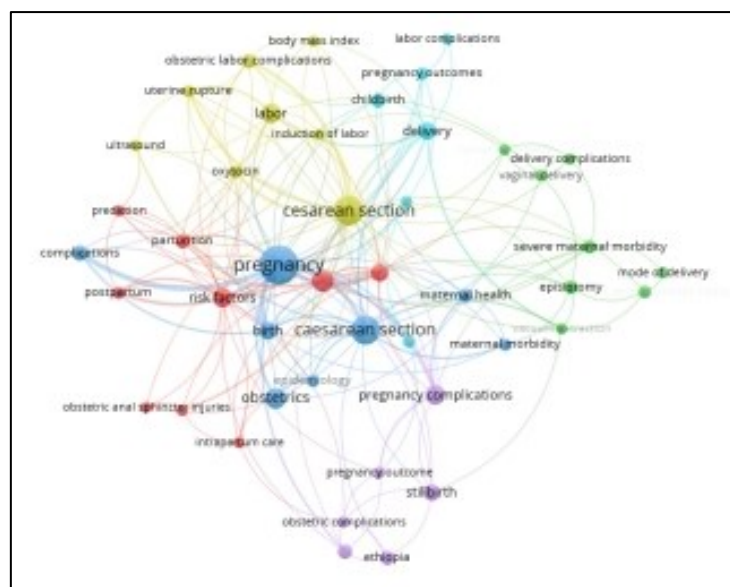 body mass index
labor complications
obstetric labor complications
pregnancy outcomes
uterine rupture
childbirth
labor
delivery
induction of labor
ultrasound
delivery complications
oxytocin
vaginal delivery
prediction
cesarean section
parturition
complications
severe maternal morbidity
pregnancy
mode of delivery
postpartum
risk factors
maternal health
episiotomy
birth
caesarean section
maternal morbidity
epidemiology
obstetrics
pregnancy complications
obstetric anal sphincter injuries
intrapartum care
pregnancy outcome
stillbirth
obstetric complications
ethiopia